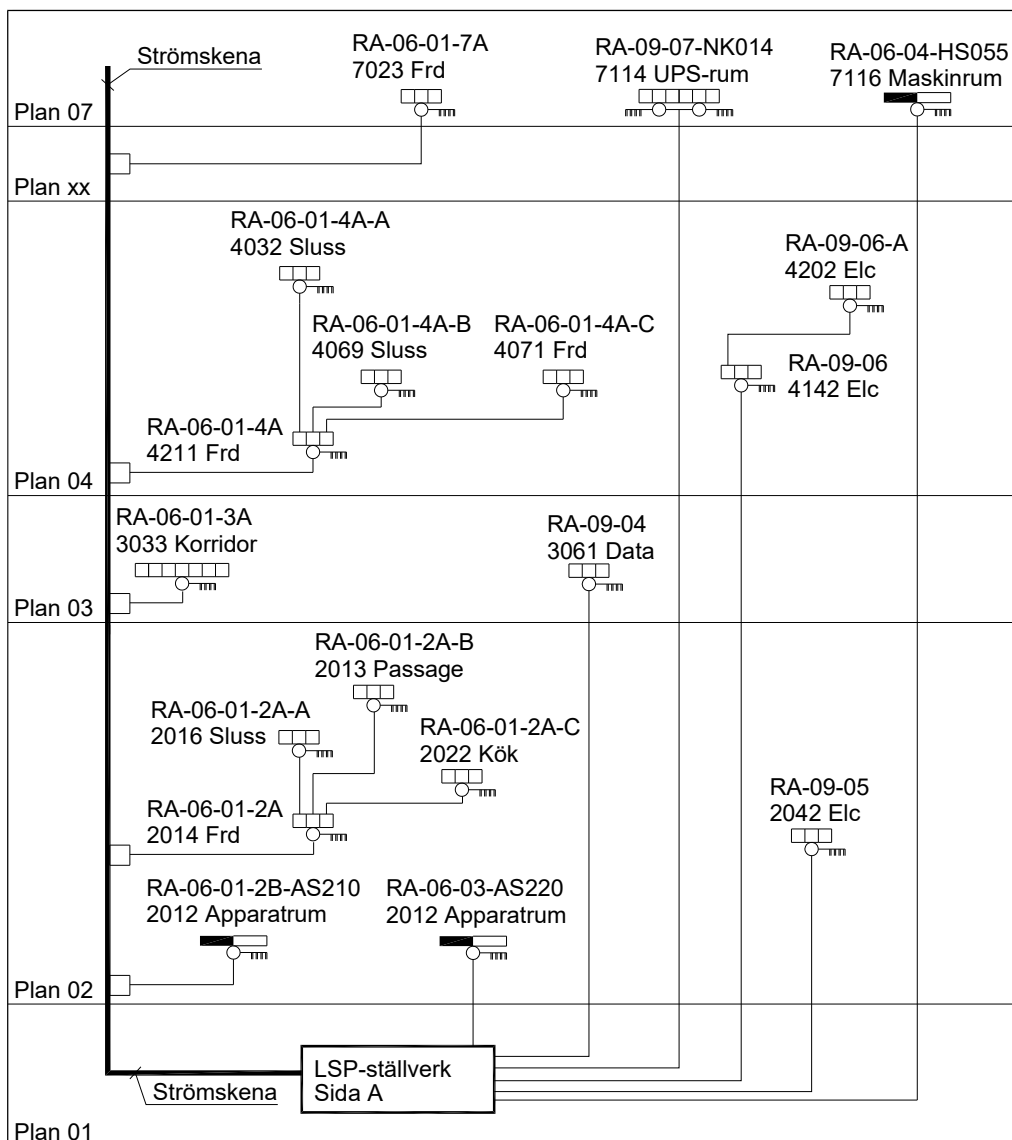 Strömskena
RA-06-01-7A
7023 Frd
RA-09-07-NK014
7114 UPS-rum
RA-06-04-HS055
7116 Maskinrum
Plan 07
Plan xx
RA-06-01-4A-A
4032 Sluss
RA-09-06-A
4202 Elc
RA-06-01-4A-B
4069 Sluss
RA-06-01-4A-C
4071 Frd
RA-09-06
4142 Elc
RA-06-01-4A
4211 Frd
Plan 04
RA-06-01-3A
3033 Korridor
RA-09-04
3061 Data
Plan 03
RA-06-01-2A-B
2013 Passage
RA-06-01-2A-A
2016 Sluss
RA-06-01-2A-C
2022 Kök
RA-09-05
2042 Elc
RA-06-01-2A
2014 Frd
RA-06-01-2B-AS210
2012 Apparatrum
RA-06-03-AS220
2012 Apparatrum
Plan 02
LSP-ställverk
Sida A
Strömskena
Plan 01